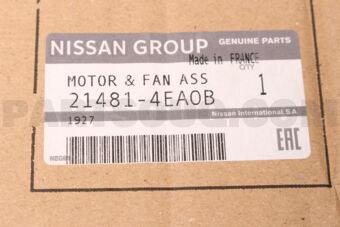 NISSAN GROUP GENUINE PARTS
Made in FRANCE
QTY
MOTOR & FAN ASS 1
21481-4EA0B
1927
Nissan International S.A.
EAC